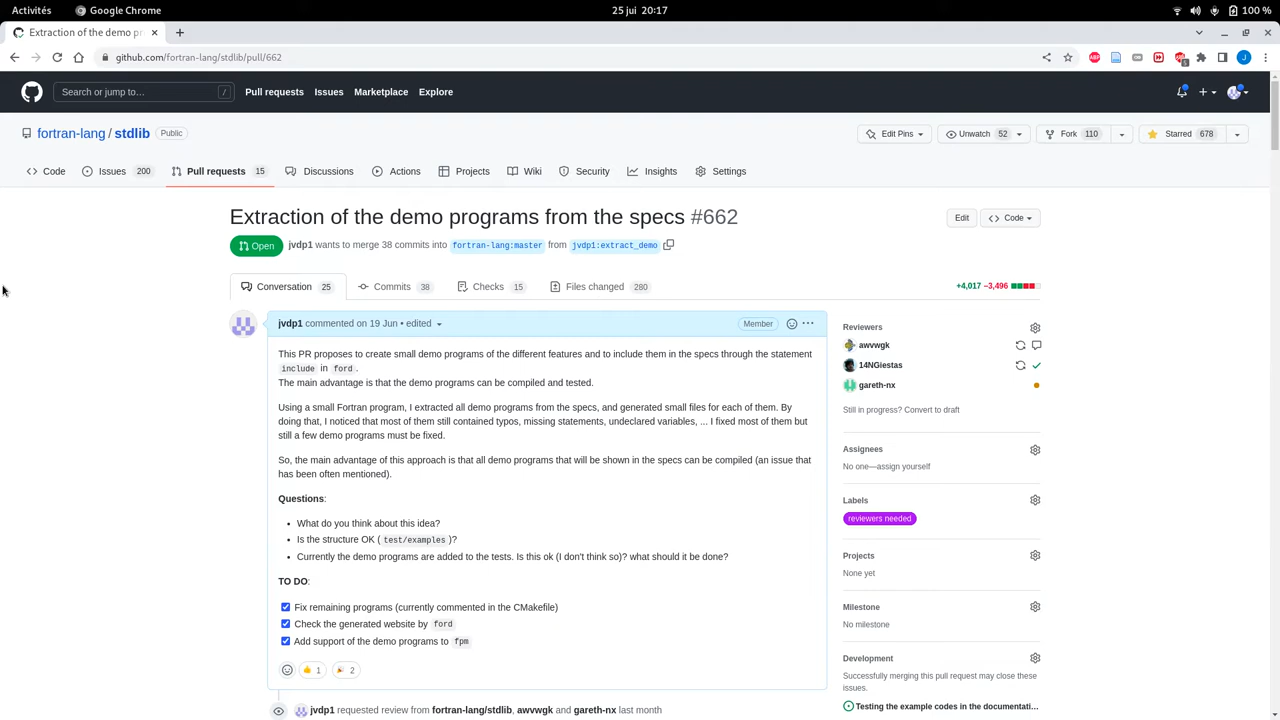 Activités Google Chrome 25 jui 20:17 100 %
Extraction of the demo pr
github.com/fortran-lang/stdlib/pull/662
Search or jump to… / Pull requests Issues Marketplace Explore
fortran-lang / stdlib Public Edit Pins Unwatch 52 Fork 110 Starred 678
Code Issues 200 Pull requests 15 Discussions Actions Projects Wiki Security Insights Settings
Extraction of the demo programs from the specs #662 Edit Code
Open jvdp1 wants to merge 38 commits into fortran-lang:master from jvdp1:extract_demo
Conversation 25 Commits 38 Checks 15 Files changed 280 +4,017 −3,496
jvdp1 commented on 19 Jun • edited Member
This PR proposes to create small demo programs of the different features and to include them in the specs through the statement
include in ford.
The main advantage is that the demo programs can be compiled and tested.
Using a small Fortran program, I extracted all demo programs from the specs, and generated small files for each of them. By
doing that, I noticed that most of them still contained typos, missing statements, undeclared variables, ... I fixed most of them but
still a few demo programs must be fixed.
So, the main advantage of this approach is that all demo programs that will be shown in the specs can be compiled (an issue that
has been often mentioned).
Questions:
• What do you think about this idea?
• Is the structure OK ( test/examples )?
• Currently the demo programs are added to the tests. Is this ok (I don't think so)? what should it be done?
TO DO:
Fix remaining programs (currently commented in the CMakefile)
Check the generated website by ford
Add support of the demo programs to fpm
1 2
jvdp1 requested review from fortran-lang/stdlib, awvwgk and gareth-nx last month
Reviewers
awvwgk
14NGiestas
gareth-nx
Still in progress? Convert to draft
Assignees
No one—assign yourself
Labels
reviewers needed
Projects
None yet
Milestone
No milestone
Development
Successfully merging this pull request may close these
issues.
Testing the example codes in the documentati…